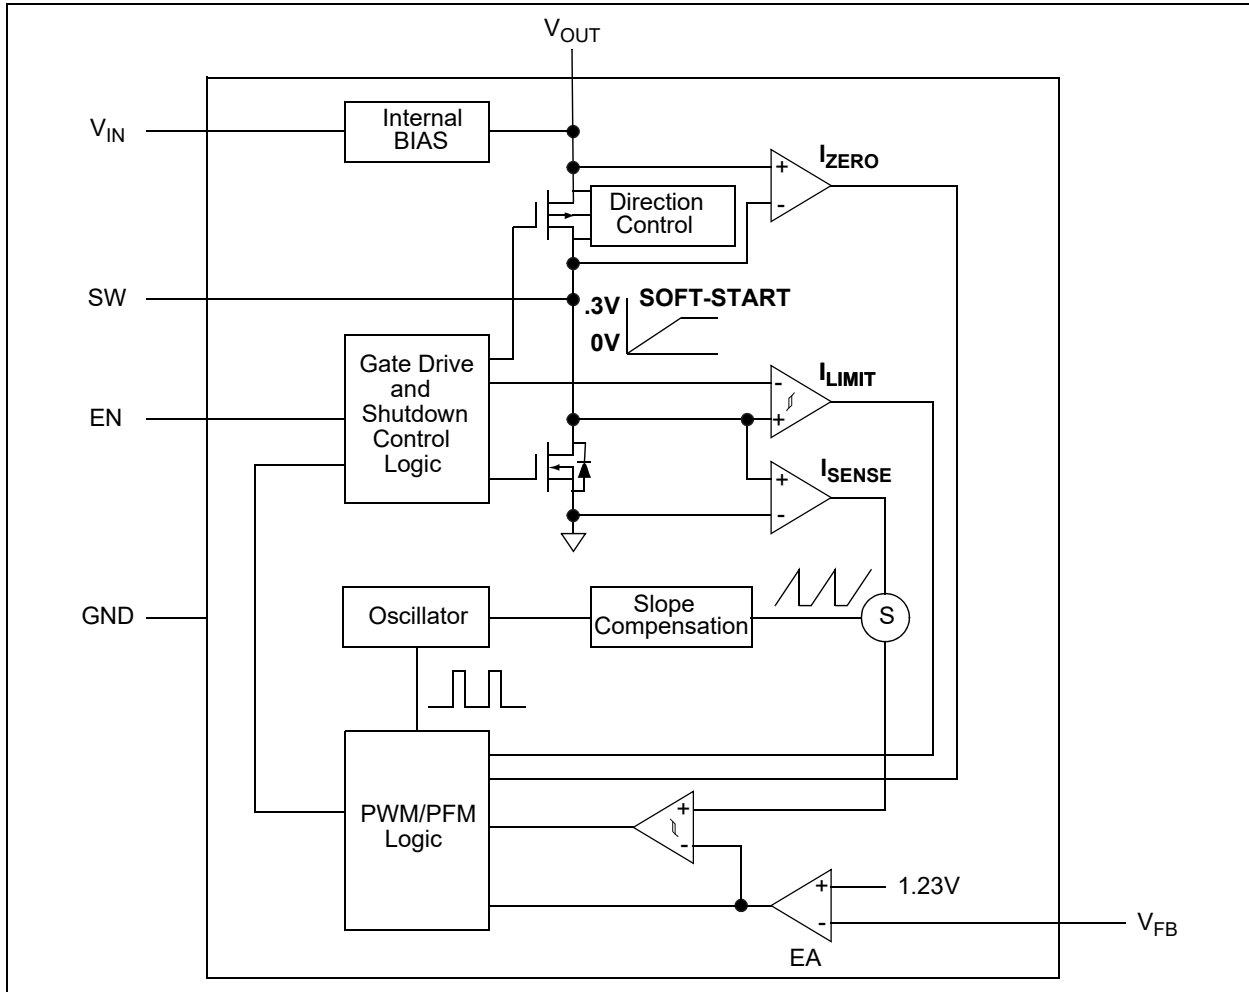 VOUT
VIN
Internal
BIAS
IZERO
+
-
Direction
Control
SW
.3V
SOFT-START
0V
Gate Drive
and
Shutdown
Control
Logic
ILIMIT
-
+
EN
ISENSE
+
-
GND
Oscillator
Slope
Compensation
S
PWM/PFM
Logic
+
-
+
1.23V
-
VFB
EA